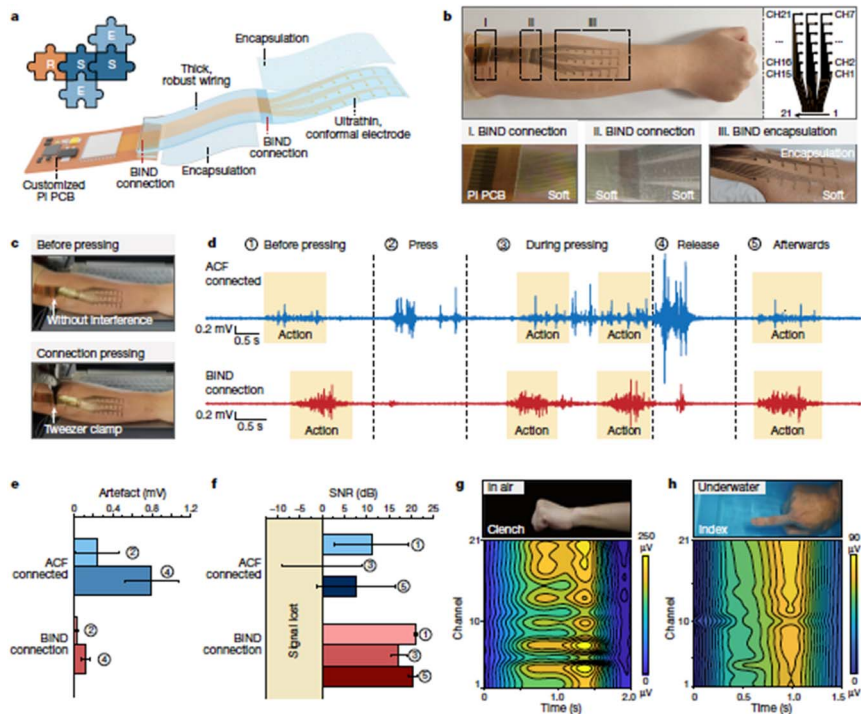 a
E
R
S
S
E
Encapsulation
Thick,
robust wiring
Ultrathin,
conformal electrode
BIND
connection
Encapsulation
BIND
connection
Customized
PI PCB
b
I
II
III
CH21
CH7
...
...
CH16
CH2
CH15
CH1
21
1
I. BIND connection
II. BIND connection
III. BIND encapsulation
PI PCB
Soft
Soft
Soft
Encapsulation
Soft
c
Before pressing
Without interference
Connection pressing
Tweezer clamp
d
① Before pressing
② Press
③ During pressing
④ Release
⑤ Afterwards
ACF
connected
0.2 mV
0.5 s
Action
Action
Action
Action
BIND
connection
0.2 mV
0.5 s
Action
Action
Action
Action
e
Artefact (mV)
0 0.4 0.8 1.2
ACF
connected
②
④
BIND
connection
②
④
f
SNR (dB)
–10 –5 0 5 10 15 20 25
Signal lost
ACF
connected
①
③
⑤
BIND
connection
①
③
⑤
g
In air
Clench
250
μV
0
μV
Channel
21
10
1
0 0.5 1.0 1.5 2.0
Time (s)
h
Underwater
Index
90
μV
0
μV
Channel
21
10
1
0 0.5 1.0 1.5
Time (s)